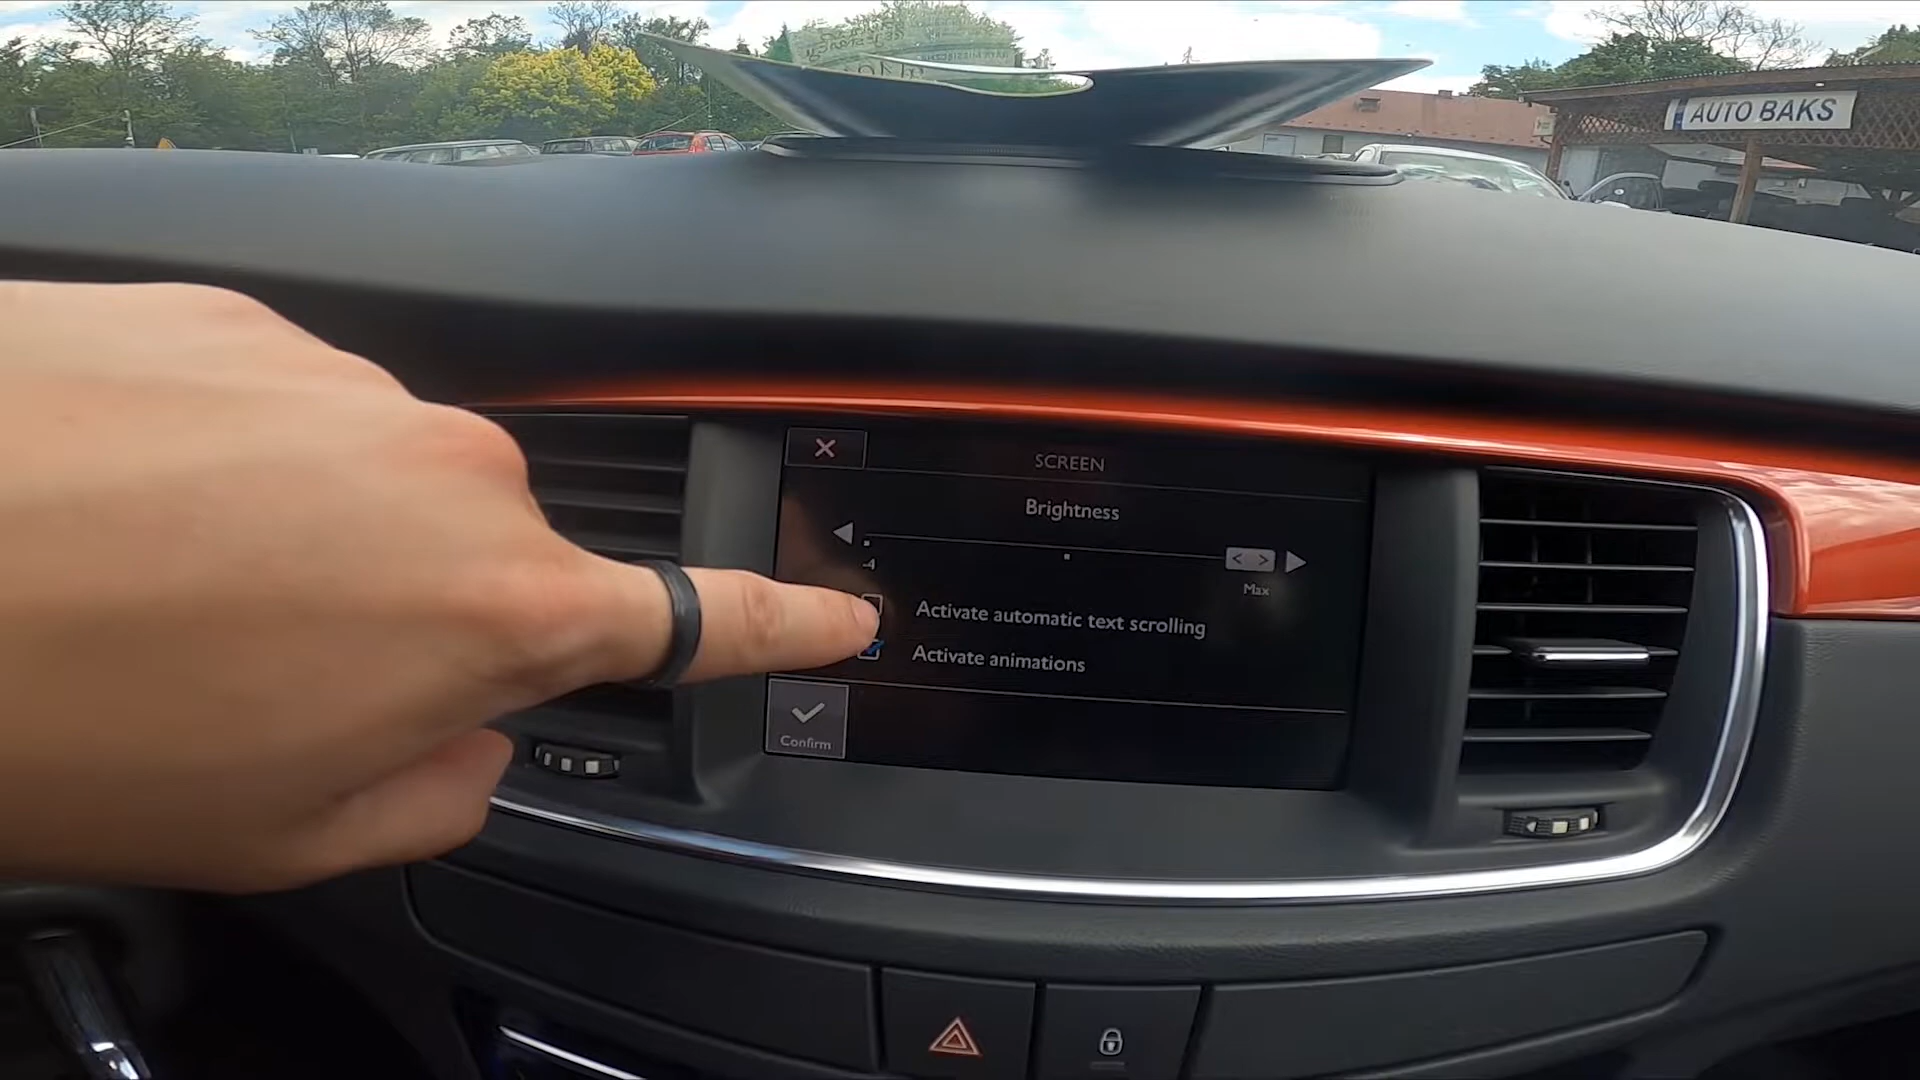 AUTO BAKS
SCREEN
Brightness
-4
< >
Max
Activate automatic text scrolling
Activate animations
Confirm